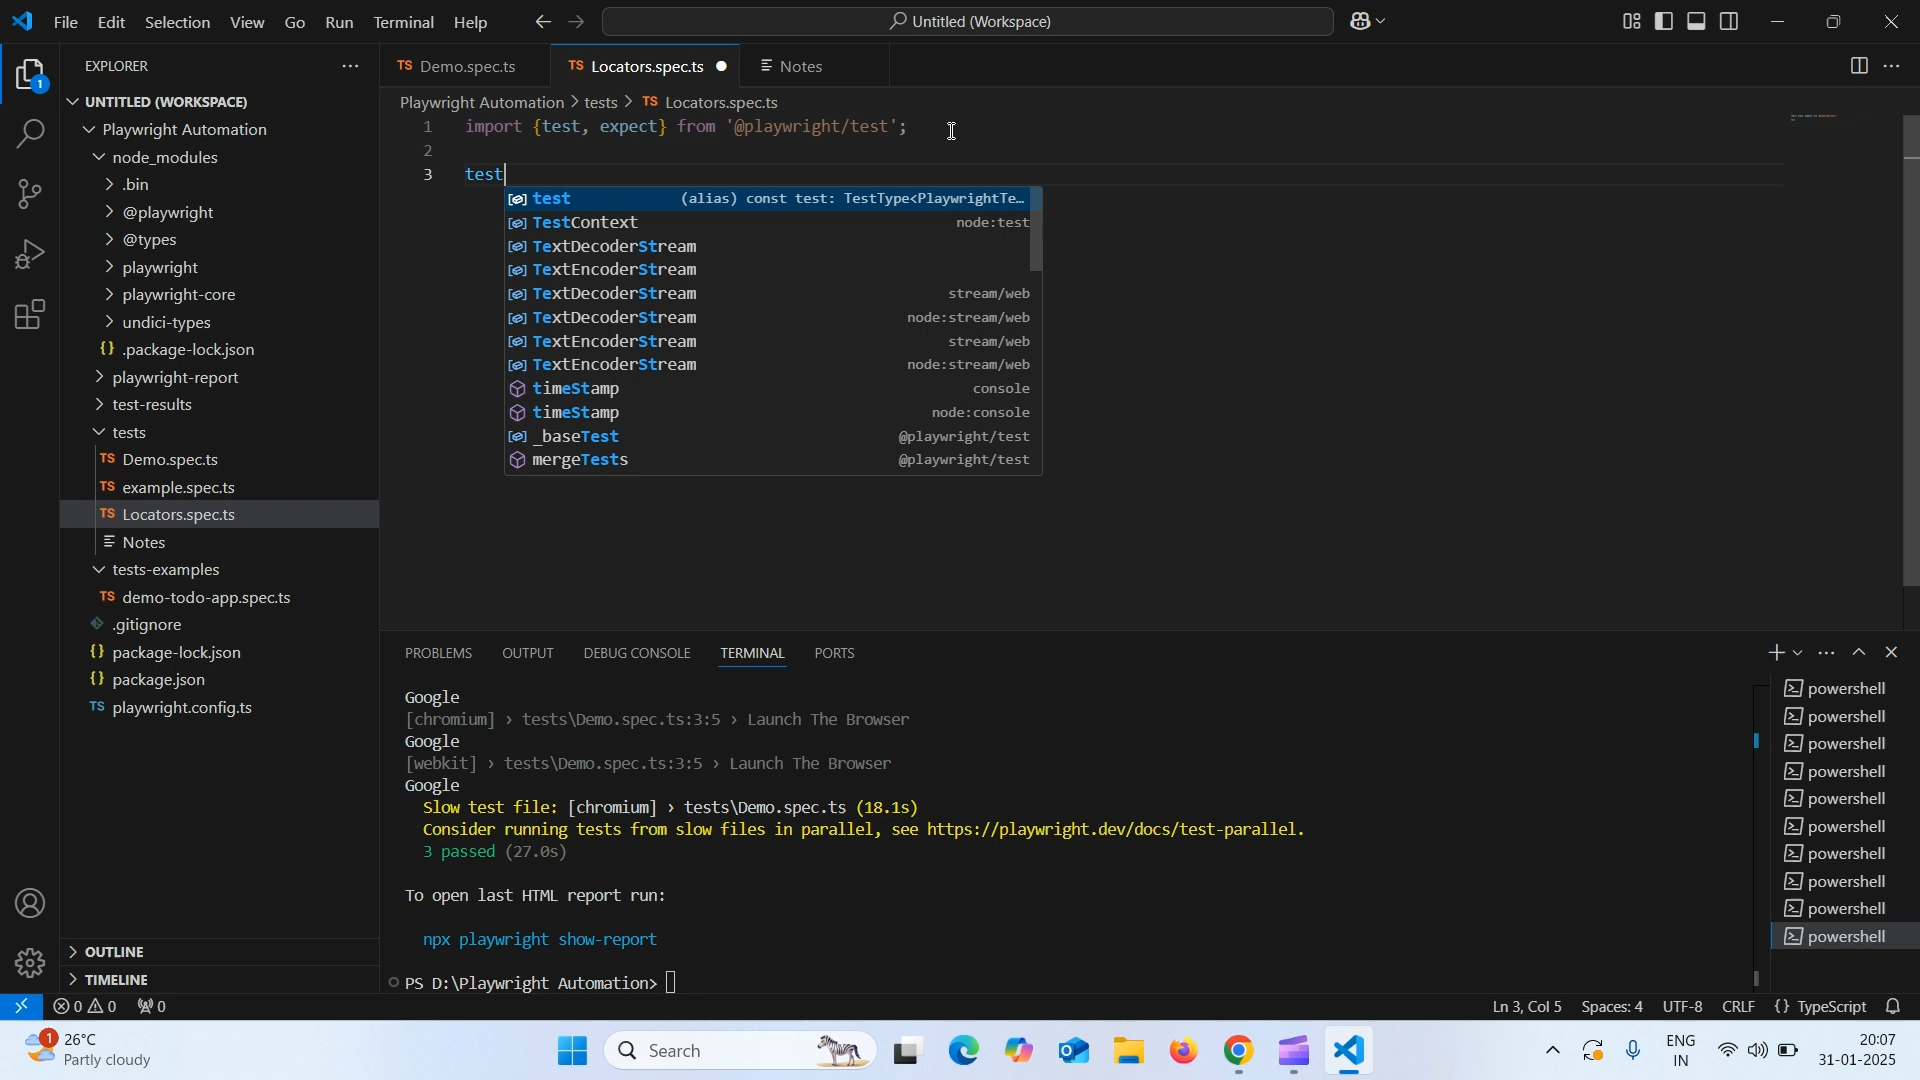 File Edit Selection View Go Run Terminal Help
Untitled (Workspace)
EXPLORER
UNTITLED (WORKSPACE)
Playwright Automation
node_modules
.bin
@playwright
@types
playwright
playwright-core
undici-types
{} .package-lock.json
playwright-report
test-results
tests
TS Demo.spec.ts
TS example.spec.ts
TS Locators.spec.ts
Notes
tests-examples
TS demo-todo-app.spec.ts
.gitignore
{} package-lock.json
{} package.json
TS playwright.config.ts
OUTLINE
TIMELINE
1
TS Demo.spec.ts
TS Locators.spec.ts
Notes
Playwright Automation > tests > TS Locators.spec.ts
1 import {test, expect} from '@playwright/test';
2
3 test
test (alias) const test: TestType<PlaywrightTe…
TestContext node:test
TextDecoderStream
TextEncoderStream
TextDecoderStream stream/web
TextDecoderStream node:stream/web
TextEncoderStream stream/web
TextEncoderStream node:stream/web
timeStamp console
timeStamp node:console
_baseTest @playwright/test
mergeTests @playwright/test
PROBLEMS OUTPUT DEBUG CONSOLE TERMINAL PORTS
Google
[chromium] › tests\Demo.spec.ts:3:5 › Launch The Browser
Google
[webkit] › tests\Demo.spec.ts:3:5 › Launch The Browser
Google
Slow test file: [chromium] › tests\Demo.spec.ts (18.1s)
Consider running tests from slow files in parallel, see https://playwright.dev/docs/test-parallel.
3 passed (27.0s)
To open last HTML report run:
npx playwright show-report
PS D:\Playwright Automation>
powershell
powershell
powershell
powershell
powershell
powershell
powershell
powershell
powershell
powershell
0 0 0
Ln 3, Col 5 Spaces: 4 UTF-8 CRLF {} TypeScript
1
26°C
Partly cloudy
Search
ENG
IN
20:07
31-01-2025